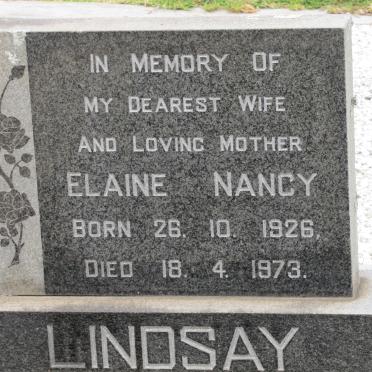 IN MEMORY OF
MY DEAREST WIFE
AND LOVING MOTHER
ELAINE NANCY
BORN 26. 10. 1926,
DIED 18. 4. 1973.
LINDSAY